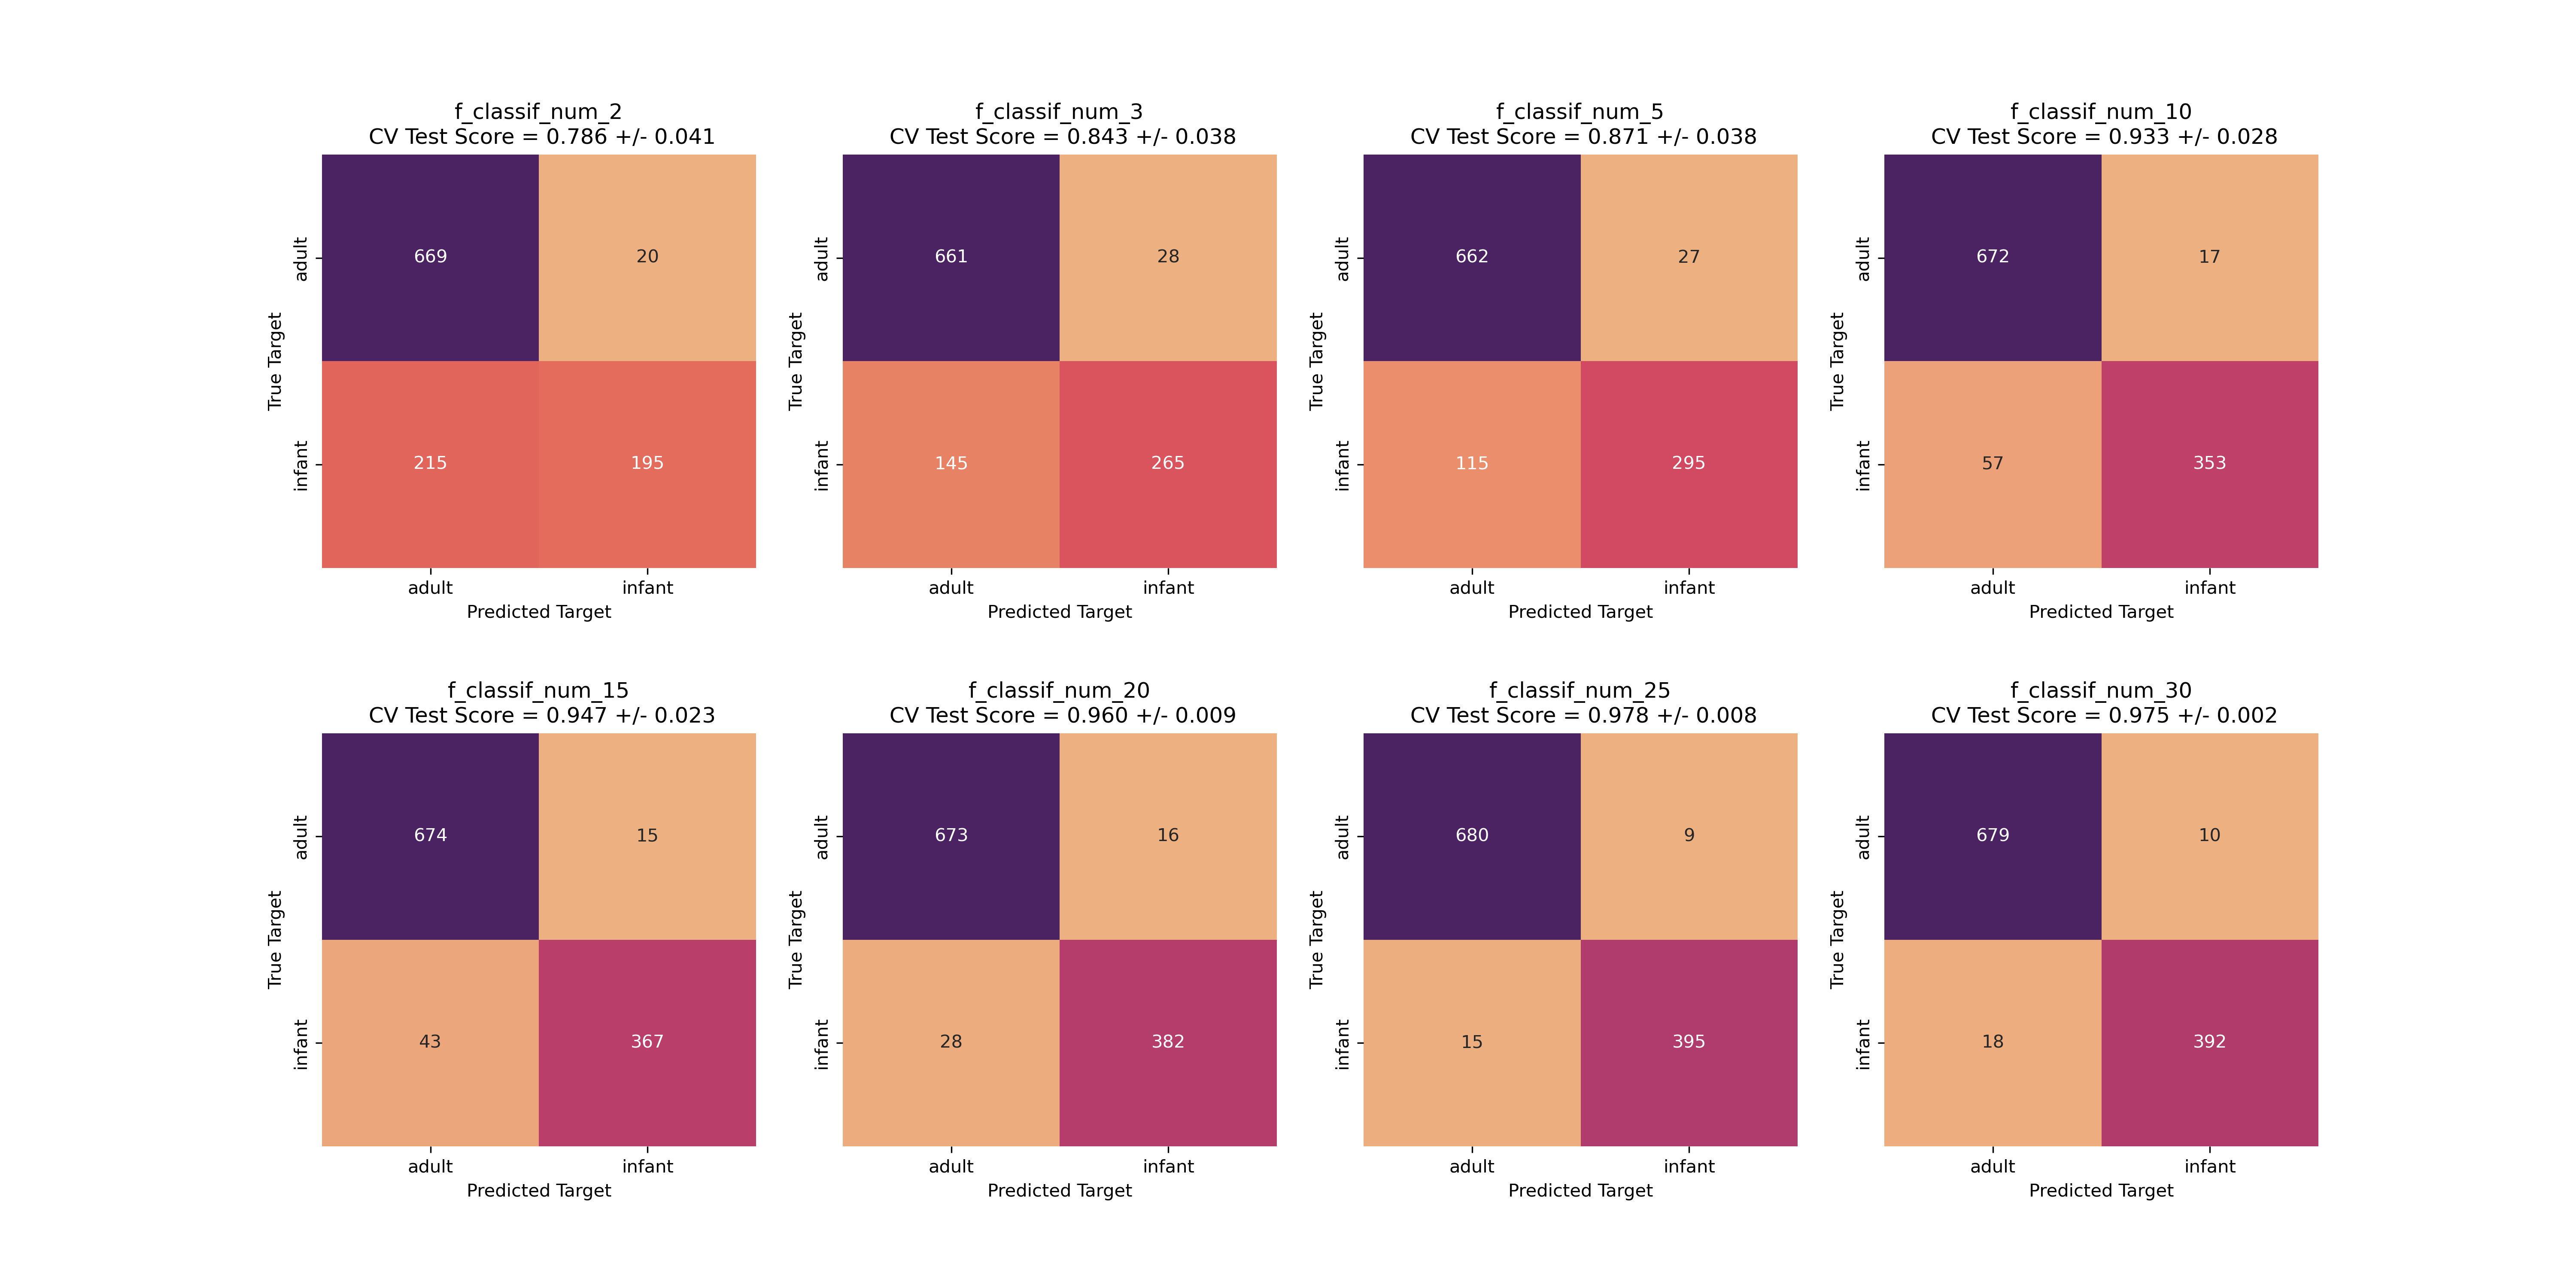 f_classif_num_2
CV Test Score = 0.786 +/- 0.041
True Target
adult
669
20
infant
215
195
adult
infant
Predicted Target
f_classif_num_3
CV Test Score = 0.843 +/- 0.038
True Target
adult
661
28
infant
145
265
adult
infant
Predicted Target
f_classif_num_5
CV Test Score = 0.871 +/- 0.038
True Target
adult
662
27
infant
115
295
adult
infant
Predicted Target
f_classif_num_10
CV Test Score = 0.933 +/- 0.028
True Target
adult
672
17
infant
57
353
adult
infant
Predicted Target
f_classif_num_15
CV Test Score = 0.947 +/- 0.023
True Target
adult
674
15
infant
43
367
adult
infant
Predicted Target
f_classif_num_20
CV Test Score = 0.960 +/- 0.009
True Target
adult
673
16
infant
28
382
adult
infant
Predicted Target
f_classif_num_25
CV Test Score = 0.978 +/- 0.008
True Target
adult
680
9
infant
15
395
adult
infant
Predicted Target
f_classif_num_30
CV Test Score = 0.975 +/- 0.002
True Target
adult
679
10
infant
18
392
adult
infant
Predicted Target